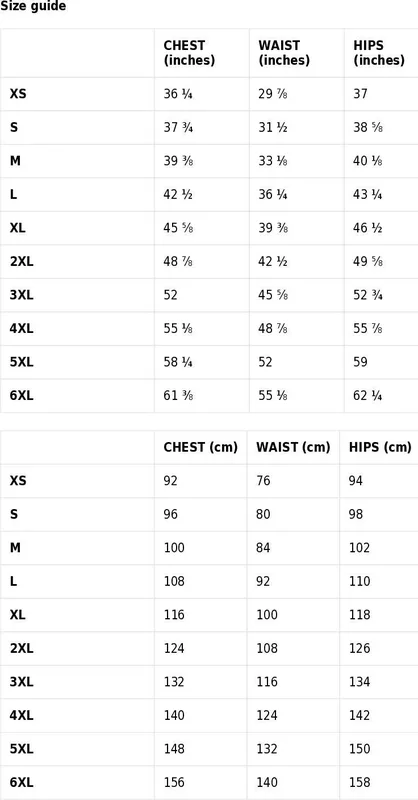 Size guide
CHEST (inches) WAIST (inches) HIPS (inches)
XS 36 ¼ 29 ⅞ 37
S 37 ¾ 31 ½ 38 ⅝
M 39 ⅜ 33 ⅛ 40 ⅛
L 42 ½ 36 ¼ 43 ¼
XL 45 ⅝ 39 ⅜ 46 ½
2XL 48 ⅞ 42 ½ 49 ⅝
3XL 52 45 ⅝ 52 ¾
4XL 55 ⅛ 48 ⅞ 55 ⅞
5XL 58 ¼ 52 59
6XL 61 ⅜ 55 ⅛ 62 ¼
CHEST (cm) WAIST (cm) HIPS (cm)
XS 92 76 94
S 96 80 98
M 100 84 102
L 108 92 110
XL 116 100 118
2XL 124 108 126
3XL 132 116 134
4XL 140 124 142
5XL 148 132 150
6XL 156 140 158